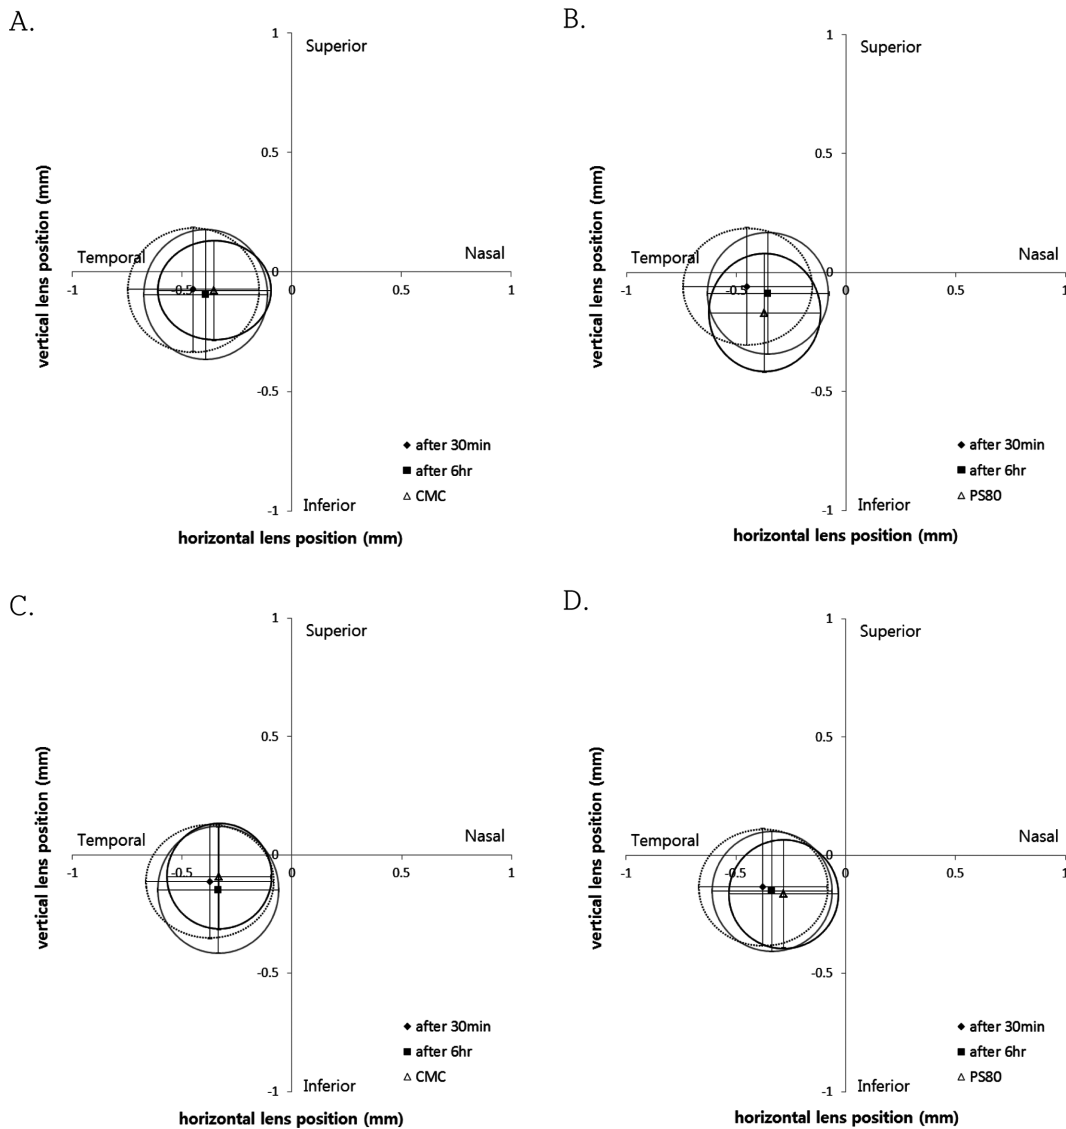 A.
1
Superior
0.5
vertical lens position (mm)
Temporal
Nasal
0
-1
-0.5
0
0.5
1
-0.5
after 30min
after 6hr
CMC
-1
Inferior
horizontal lens position (mm)
B.
1
Superior
0.5
vertical lens position (mm)
Temporal
Nasal
0
-1
-0.5
0
0.5
1
-0.5
after 30min
after 6hr
PS80
-1
Inferior
horizontal lens position (mm)
C.
1
Superior
0.5
vertical lens position (mm)
Temporal
Nasal
0
-1
-0.5
0
0.5
1
-0.5
after 30min
after 6hr
CMC
-1
Inferior
horizontal lens position (mm)
D.
1
Superior
0.5
vertical lens position (mm)
Temporal
Nasal
0
-1
-0.5
0
0.5
1
-0.5
after 30min
after 6hr
PS80
-1
Inferior
horizontal lens position (mm)